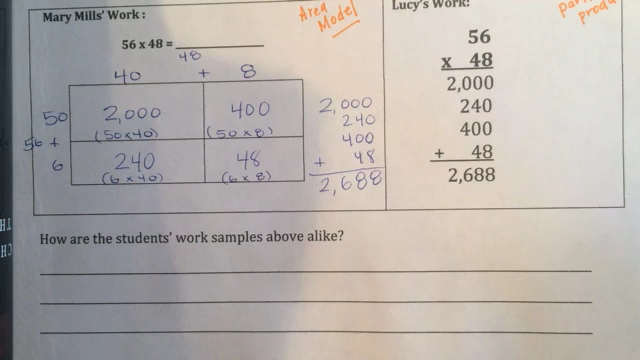 Mary Mills' Work :
Area
Model
56 x 48 =
48
40 + 8
50
2,000
(50x40)
400
(50x8)
56 +
6
240
(6x40)
48
(6x8)
2,000
240
400
+ 48
2,688
Lucy's Work:
56
x 48
2,000
240
400
+ 48
2,688
How are the students' work samples above alike?